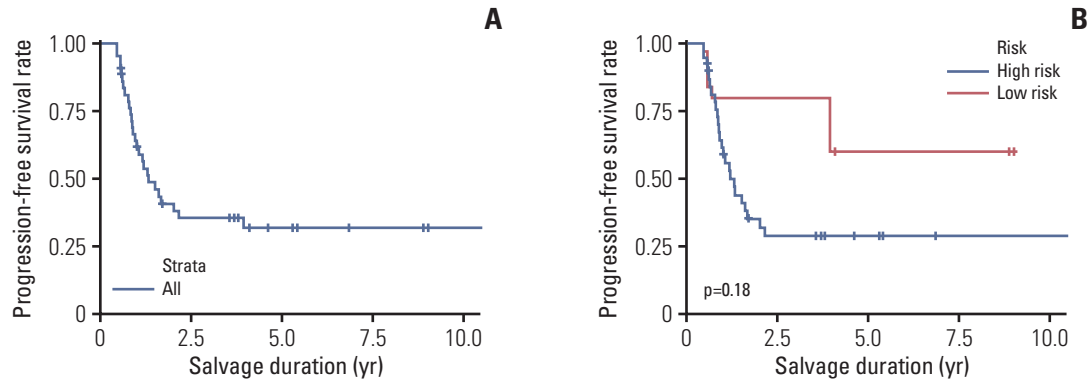 A
Progression-free survival rate
1.00
0.75
0.50
0.25
0
Strata
All
0 2.5 5.0 7.5 10.0
Salvage duration (yr)
B
Progression-free survival rate
1.00
0.75
0.50
0.25
0
Risk
High risk
Low risk
p=0.18
0 2.5 5.0 7.5 10.0
Salvage duration (yr)